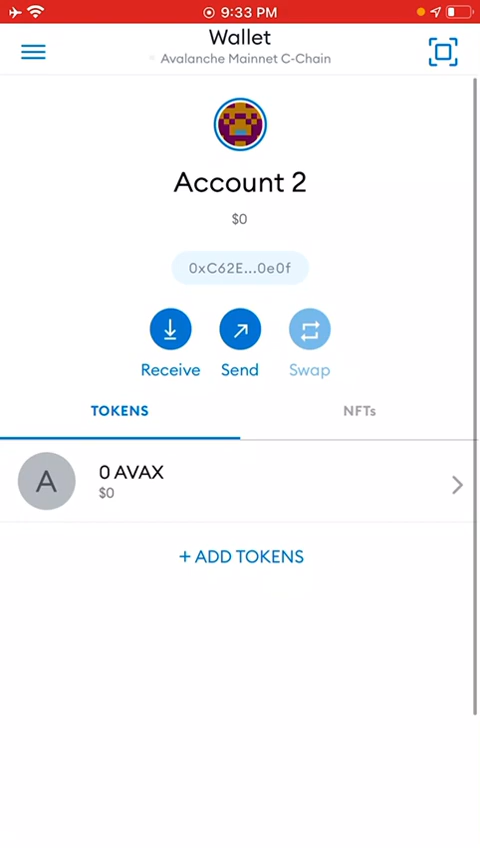 9:33 PM
Wallet
Avalanche Mainnet C-Chain
Account 2
$0
0xC62E...0e0f
Receive Send Swap
TOKENS NFTs
A 0 AVAX
$0
+ ADD TOKENS